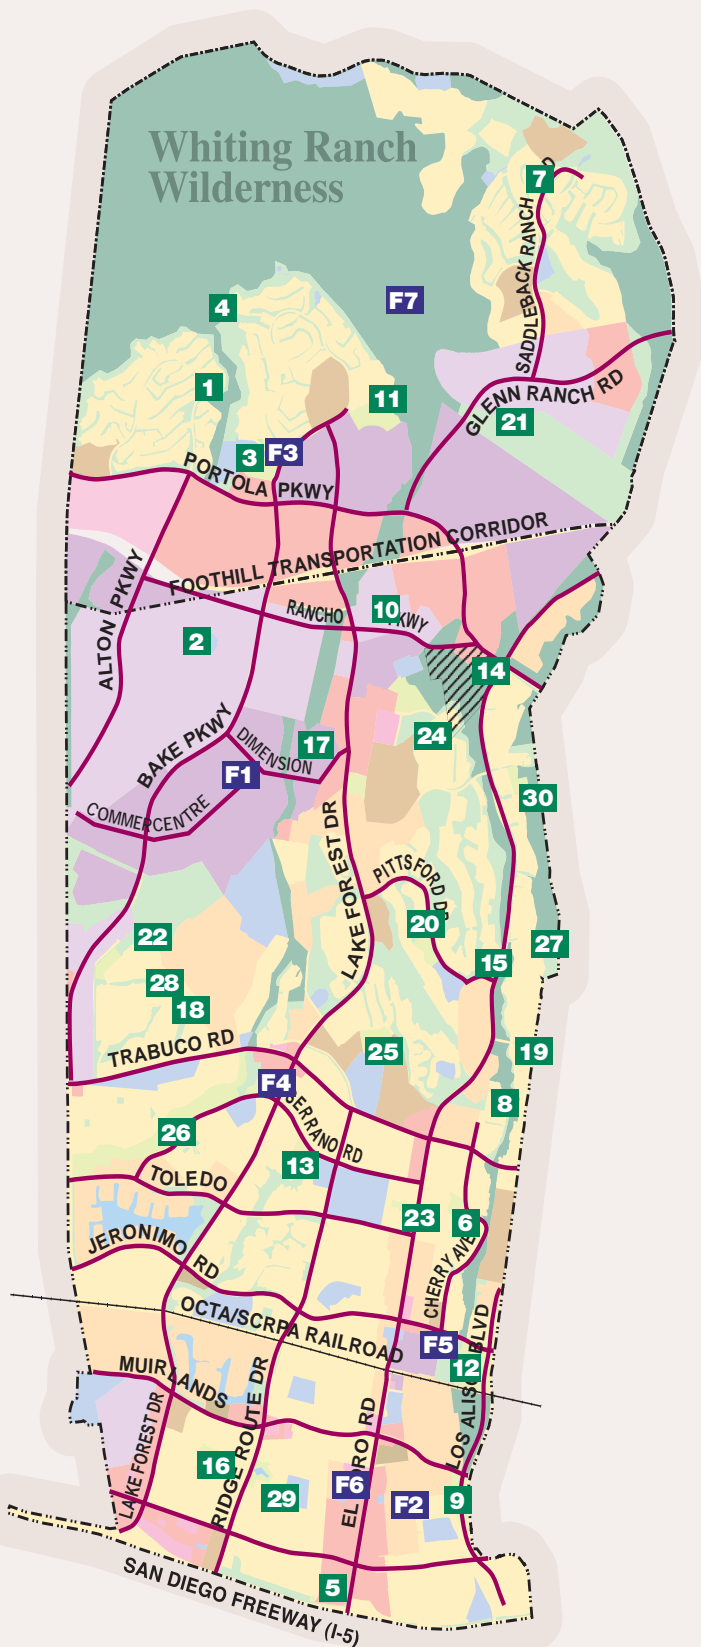 Whiting Ranch
Wilderness
7
SADDLEBACK RANCH
4
F7
1
11
GLENN RANCH RD
21
3
F3
PORTOLA PKWY
FOOTHILL TRANSPORTATION CORRIDOR
ALTON PKWY
RANCHO PKWY
10
2
14
BAKE PKWY
DIMENSION
17
24
F1
COMMERCENTRE
30
LAKE FOREST DR
PITTSFORD DR
20
22
27
15
28
18
TRABUCO RD
25
19
F4
8
SERRANO RD
26
13
TOLEDO
23
6
JERONIMO RD
CHERRY AVE
OCTA/SCRPA RAILROAD
F5
12
LOS ALISO BLVD
MUIRLANDS
LAKE FOREST DR
RIDGE ROUTE DR
16
29
EL ORO RD
F6
F2
9
5
SAN DIEGO FREEWAY (I-5)